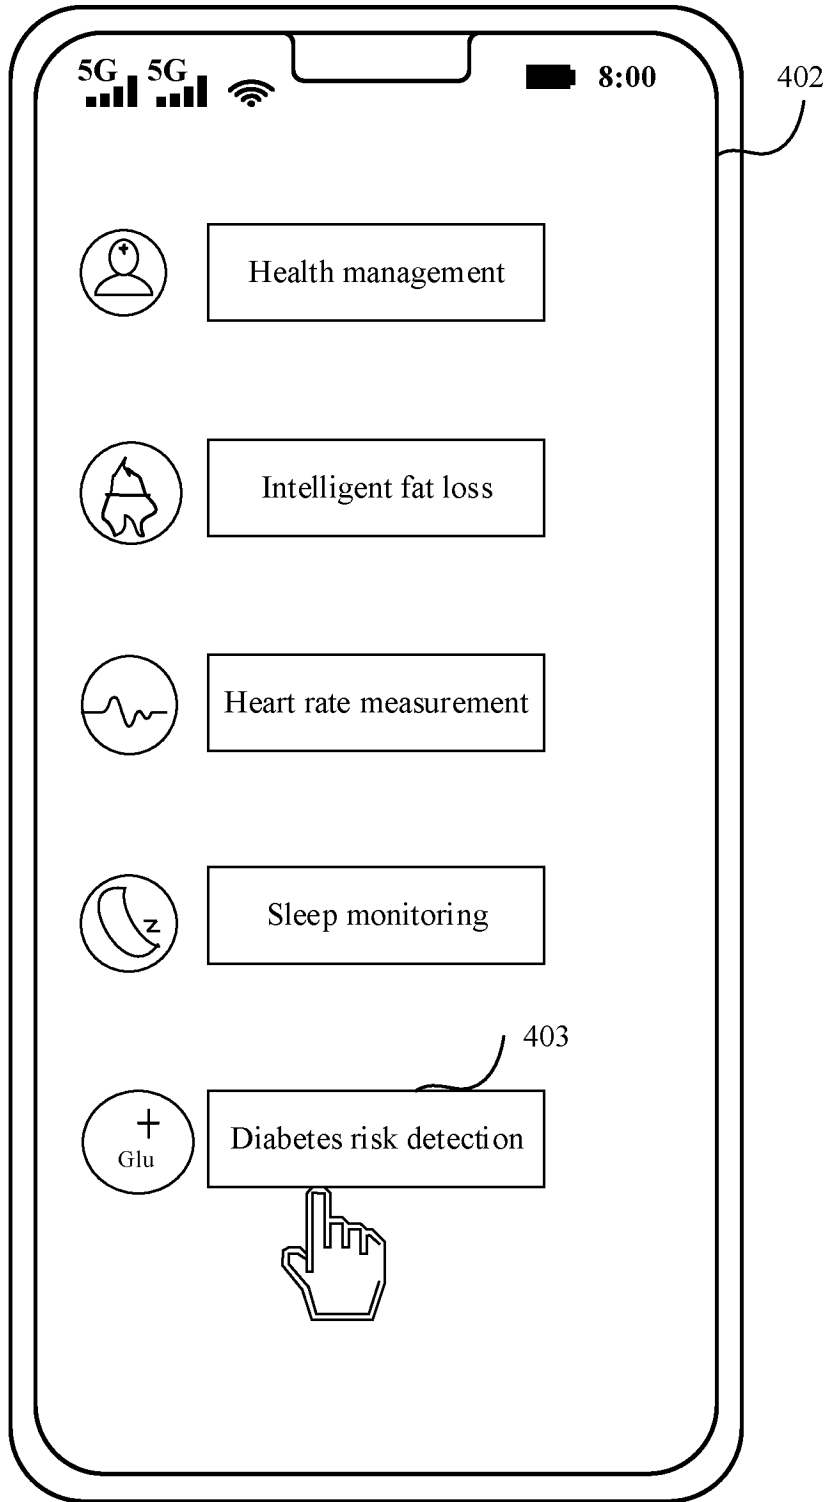 5G 5G 8:00
402
Health management
Intelligent fat loss
Heart rate measurement
z
Sleep monitoring
403
Glu
Diabetes risk detection